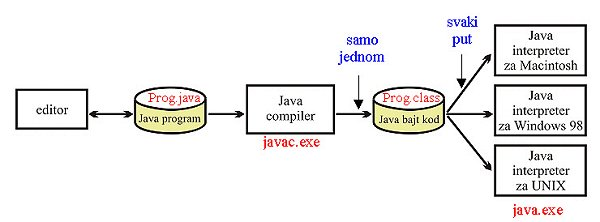 editor
Prog.java
Java program
Java
compiler
javac.exe
samo
jednom
Prog.class
Java bajt kod
svaki
put
Java
interpreter
za Macintosh
Java
interpreter
za Windows 98
Java
interpreter
za UNIX
java.exe